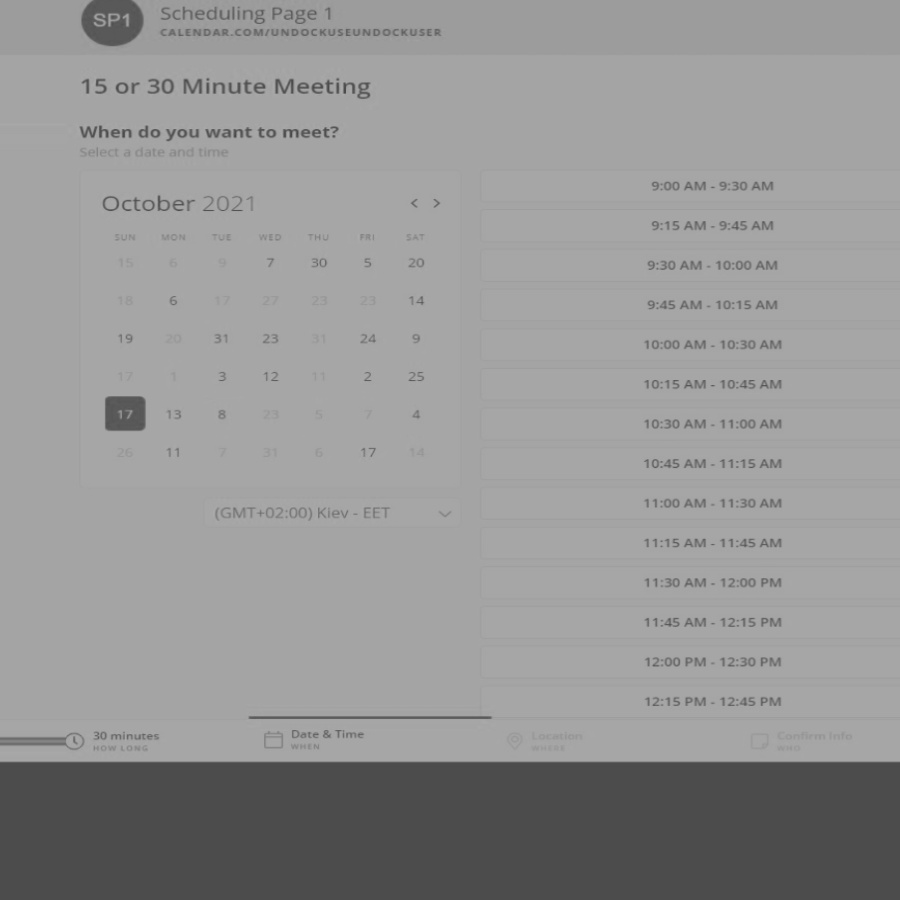 SP1
Scheduling Page 1
CALENDAR.COM/UNDOCKUSEUNDOCKUSER
15 or 30 Minute Meeting
When do you want to meet?
Select a date and time
October 2021 < >
SUN MON TUE WED THU FRI SAT
15 6 9 7 30 5 20
18 6 17 27 23 23 14
19 20 31 23 31 24 9
17 1 3 12 11 2 25
17 13 8 23 5 7 4
26 11 7 31 6 17 14
(GMT+02:00) Kiev - EET
9:00 AM - 9:30 AM
9:15 AM - 9:45 AM
9:30 AM - 10:00 AM
9:45 AM - 10:15 AM
10:00 AM - 10:30 AM
10:15 AM - 10:45 AM
10:30 AM - 11:00 AM
10:45 AM - 11:15 AM
11:00 AM - 11:30 AM
11:15 AM - 11:45 AM
11:30 AM - 12:00 PM
11:45 AM - 12:15 PM
12:00 PM - 12:30 PM
12:15 PM - 12:45 PM
30 minutes
HOW LONG
Date & Time
WHEN
Location
WHERE
Confirm Info
WHO